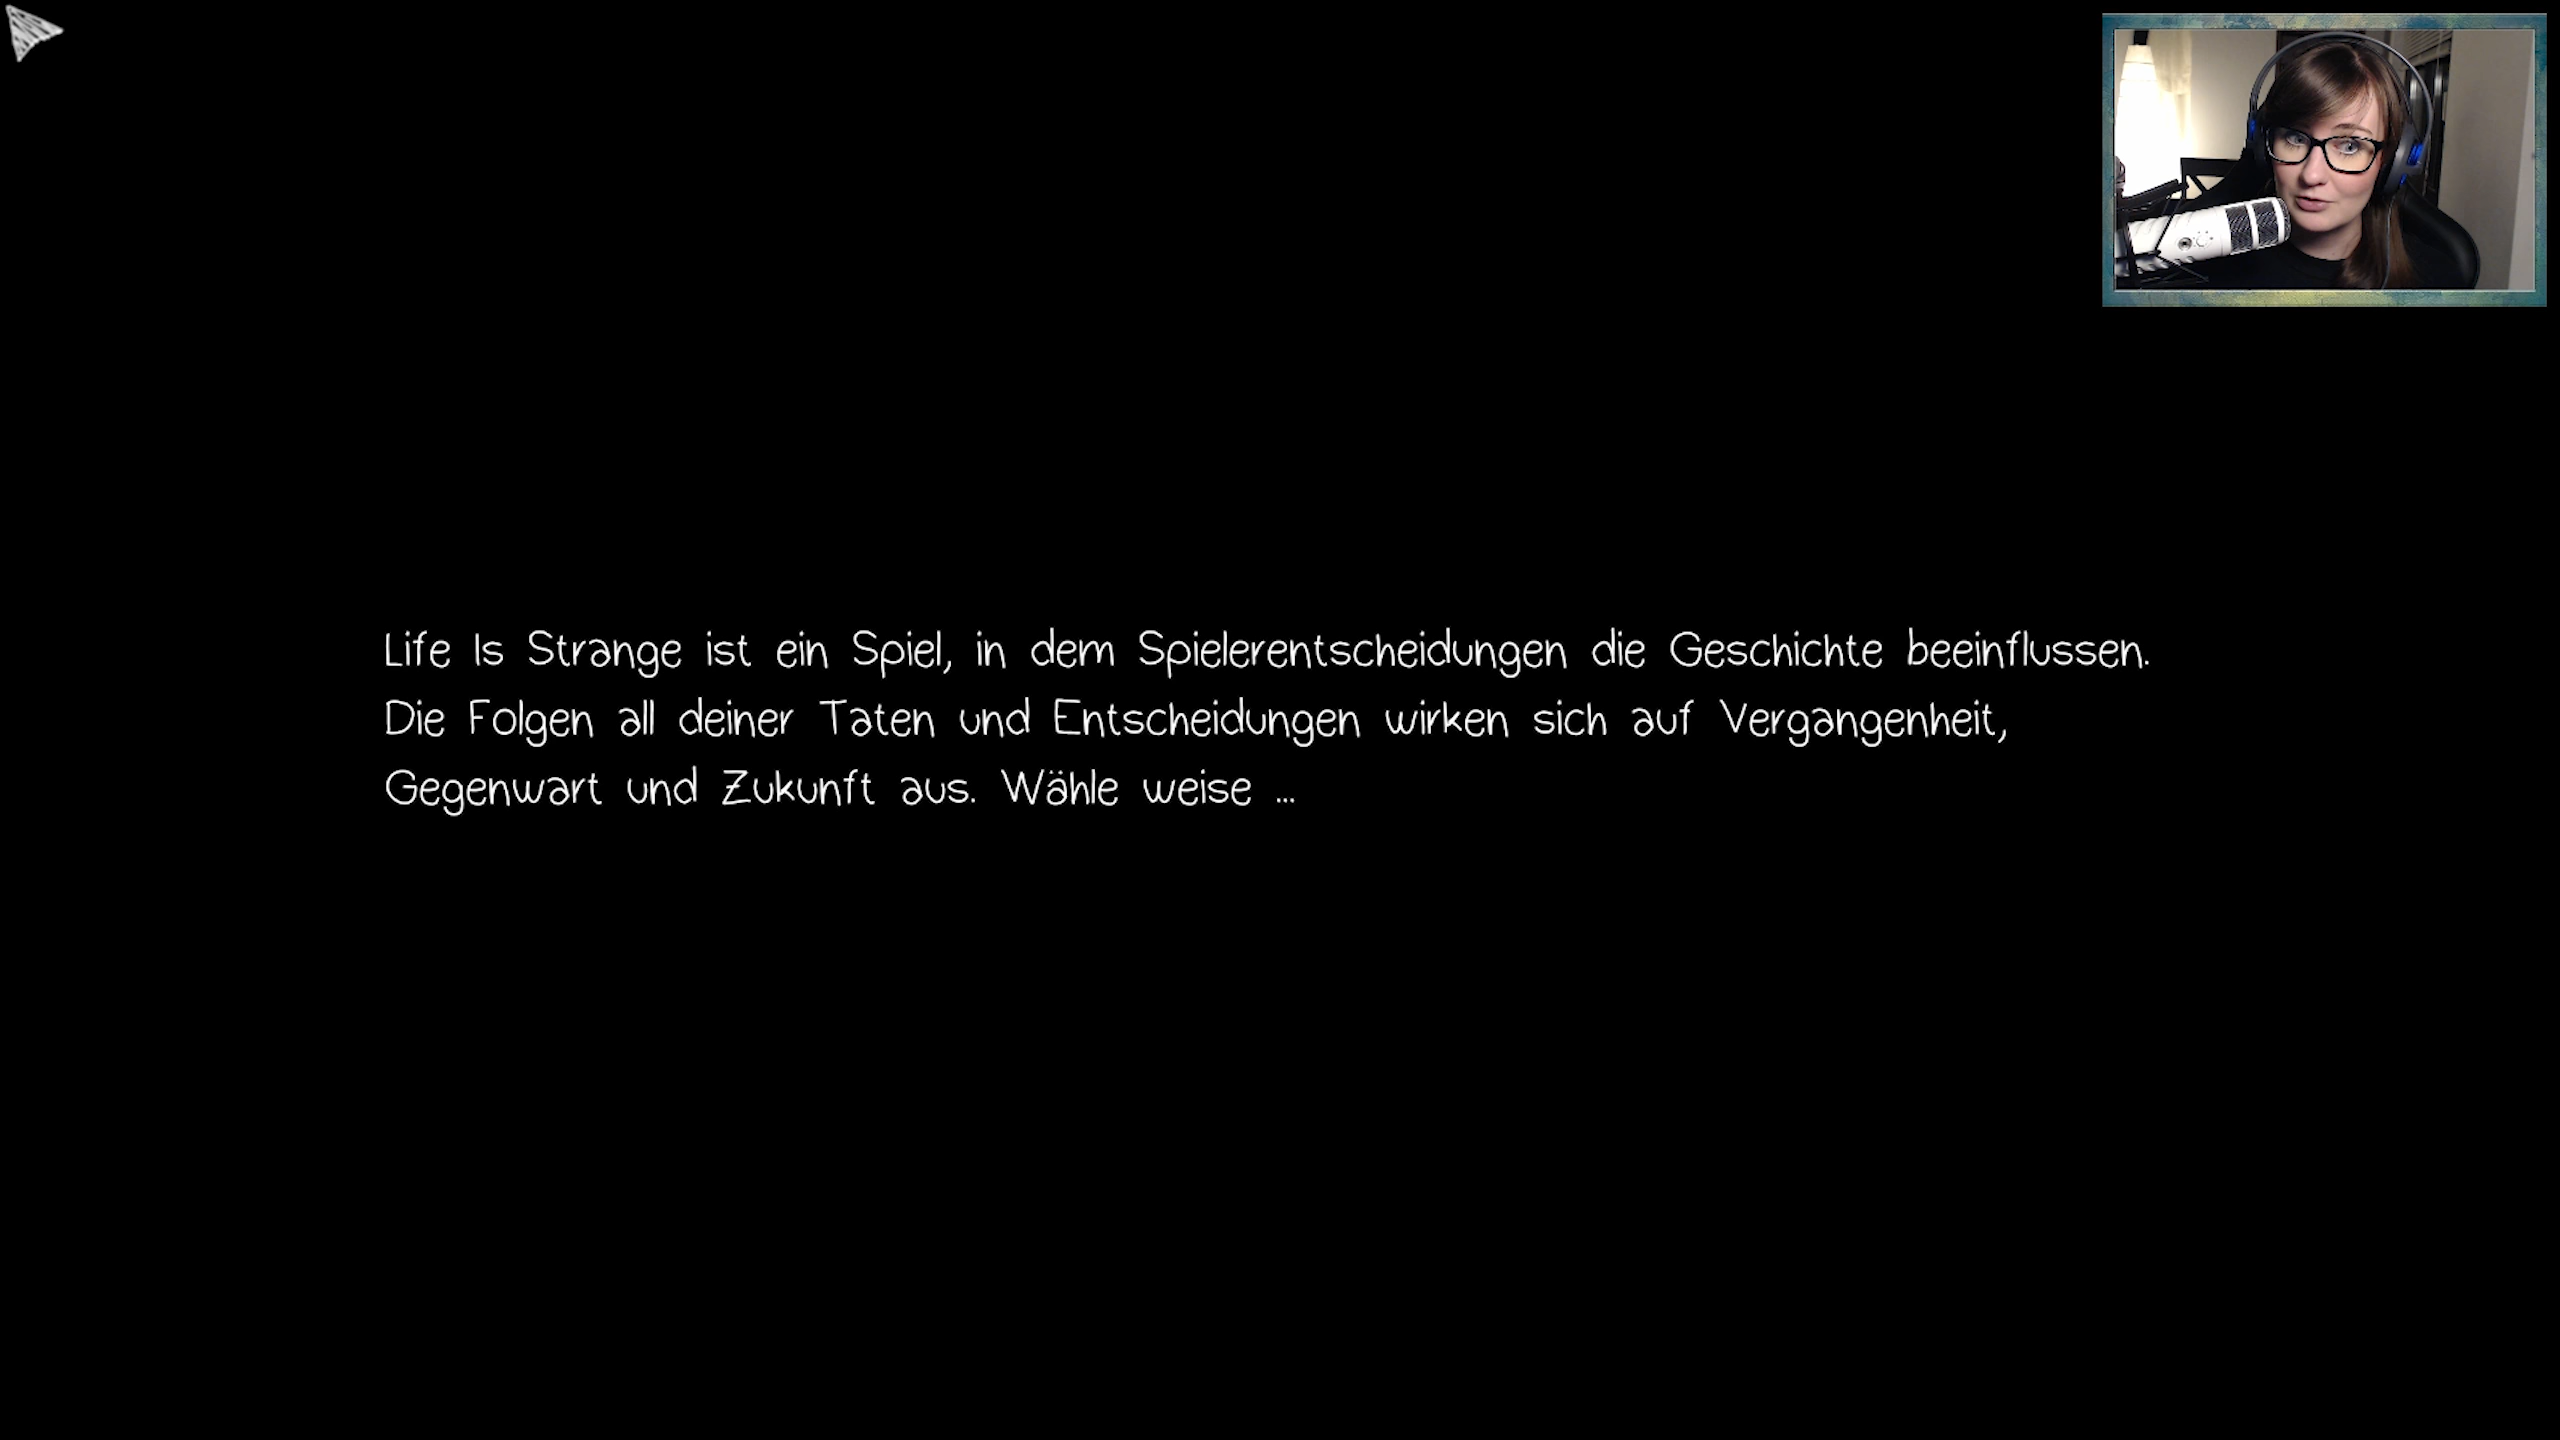 Life Is Strange ist ein Spiel, in dem Spielerentscheidungen die Geschichte beeinflussen.
Die Folgen all deiner Taten und Entscheidungen wirken sich auf Vergangenheit,
Gegenwart und Zukunft aus. Wähle weise ...